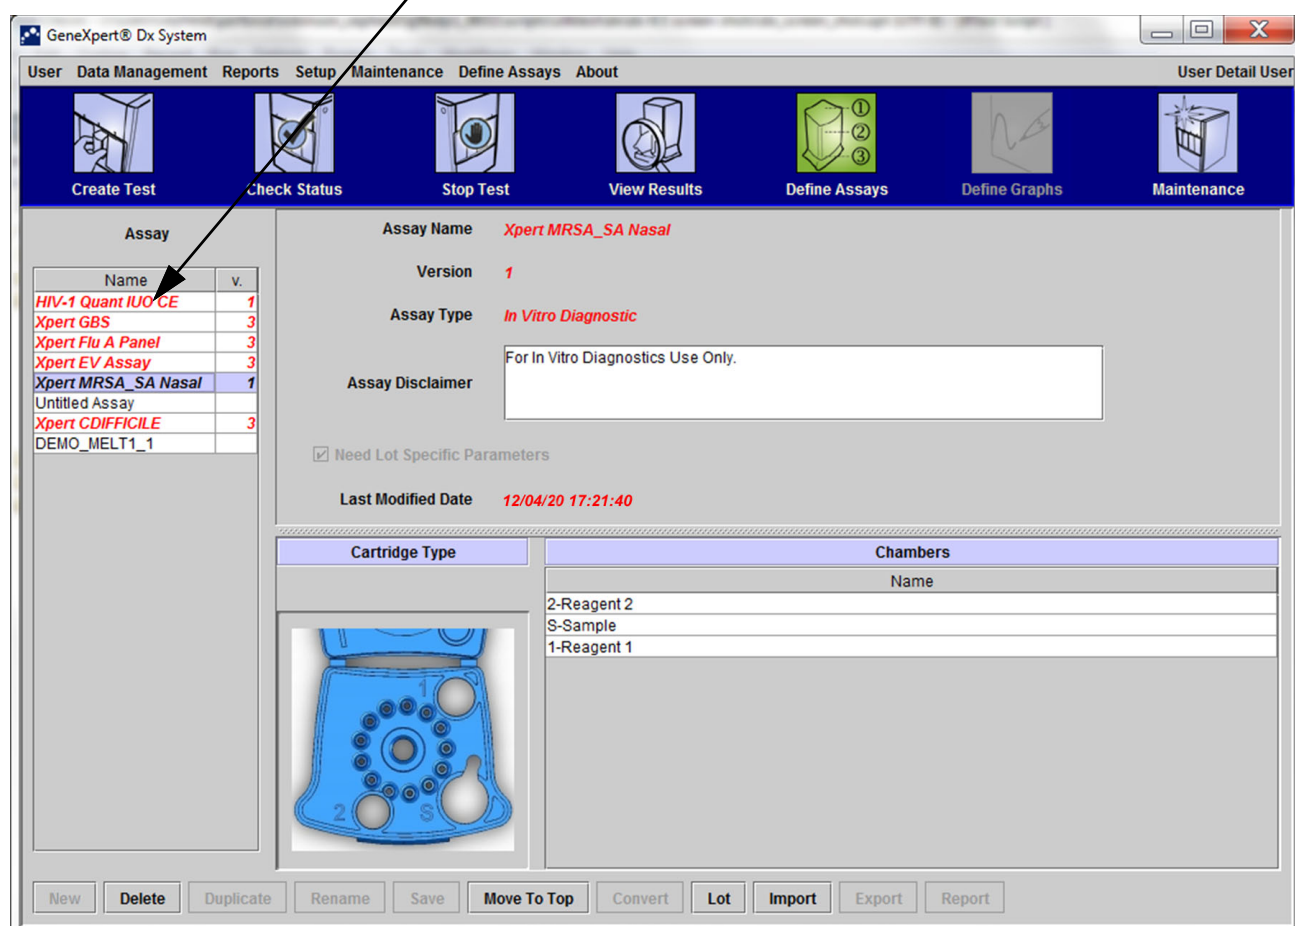 GeneXpert® Dx System
User Data Management Reports Setup Maintenance Define Assays About User Detail User
1
2
3
Create Test Check Status Stop Test View Results Define Assays Define Graphs Maintenance
Assay
Name v.
HIV-1 Quant IUO CE 1
Xpert GBS 3
Xpert Flu A Panel 3
Xpert EV Assay 3
Xpert MRSA_SA Nasal 1
Untitled Assay
Xpert CDIFFICILE 3
DEMO_MELT1_1
Assay Name Xpert MRSA_SA Nasal
Version 1
Assay Type In Vitro Diagnostic
Assay Disclaimer For In Vitro Diagnostics Use Only.
Need Lot Specific Parameters
Last Modified Date 12/04/20 17:21:40
Cartridge Type
1
2 S
Chambers
Name
2-Reagent 2
S-Sample
1-Reagent 1
New Delete Duplicate Rename Save Move To Top Convert Lot Import Export Report